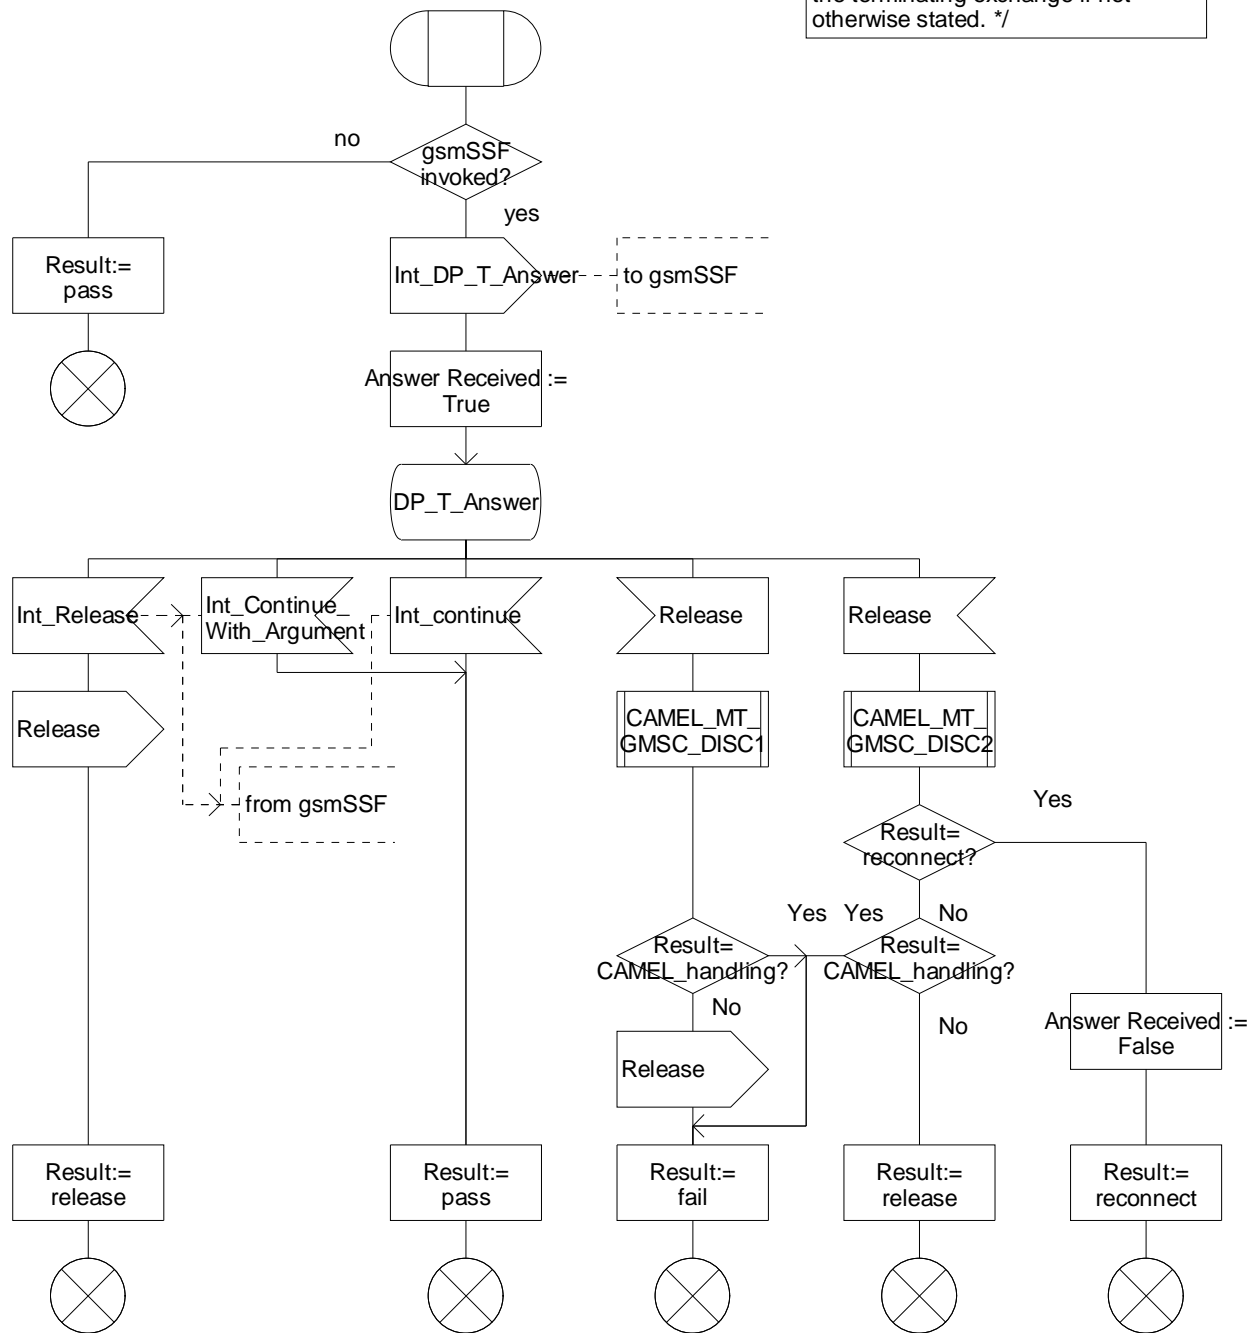 the terminating exchange if not
otherwise stated. */
gsmSSF
invoked?
no
yes
Result:=
pass
Int_DP_T_Answer
to gsmSSF
Answer Received :=
True
DP_T_Answer
Int_Release
Int_Continue_
With_Argument
Int_continue
Release
Release
Release
CAMEL_MT_
GMSC_DISC1
CAMEL_MT_
GMSC_DISC2
from gsmSSF
Result=
reconnect?
Yes
No
Result=
CAMEL_handling?
Yes
Yes
Result=
CAMEL_handling?
No
No
Release
Answer Received :=
False
Result:=
release
Result:=
pass
Result:=
fail
Result:=
release
Result:=
reconnect